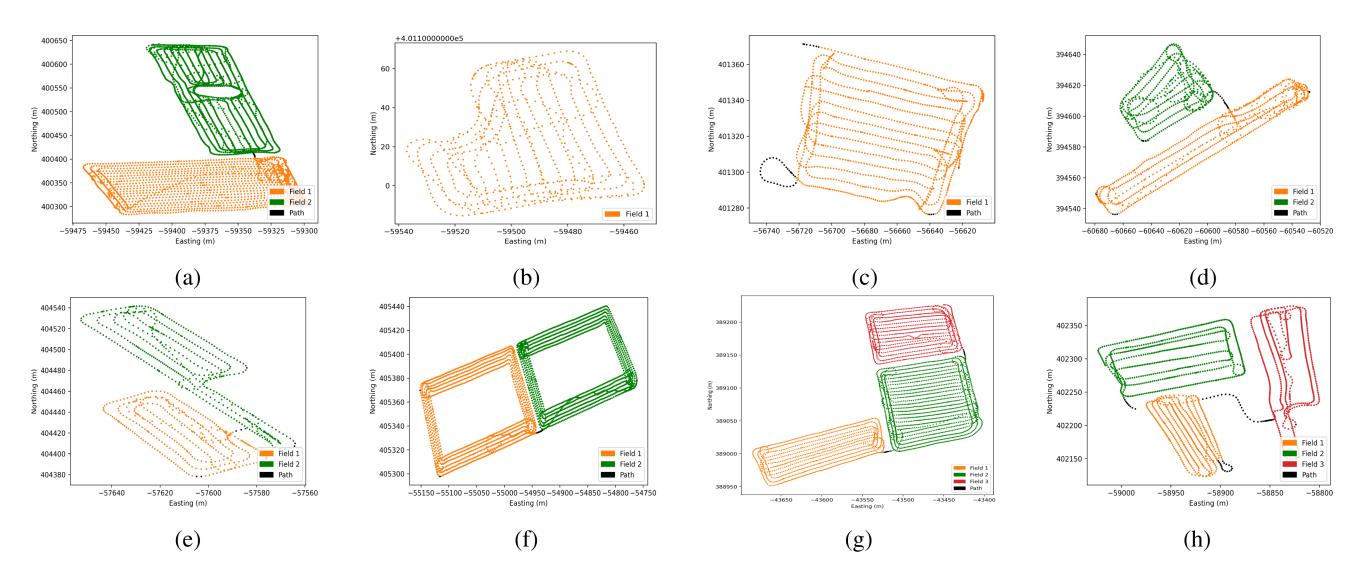 400650
400600
400550
400500
400450
400400
400350
400300
Northing (m)
−59475 −59450 −59425 −59400 −59375 −59350 −59325 −59300
Easting (m)
Field 1
Field 2
Path
(a)
+4.0110000000e5
60
40
20
0
Northing (m)
−59540 −59520 −59500 −59480 −59460
Easting (m)
Field 1
(b)
401360
401340
401320
401300
401280
Northing (m)
−56740 −56720 −56700 −56680 −56660 −56640 −56620
Easting (m)
Field 1
Path
(c)
394640
394620
394600
394580
394560
394540
Northing (m)
−60680 −60660 −60640 −60620 −60600 −60580 −60560 −60540 −60520
Easting (m)
Field 1
Field 2
Path
(d)
404540
404520
404500
404480
404460
404440
404420
404400
404380
Northing (m)
−57640 −57620 −57600 −57580 −57560
Easting (m)
Field 1
Field 2
Path
(e)
405440
405420
405400
405380
405360
405340
405320
405300
Northing (m)
−55150 −55100 −55050 −55000 −54950 −54900 −54850 −54800 −54750
Easting (m)
Field 1
Field 2
Path
(f)
389200
389150
389100
389050
389000
388950
Northing (m)
−43650 −43600 −43550 −43500 −43450 −43400
Easting (m)
Field 1
Field 2
Field 3
Path
(g)
402350
402300
402250
402200
402150
Northing (m)
−59000 −58950 −58900 −58850 −58800
Easting (m)
Field 1
Field 2
Field 3
Path
(h)